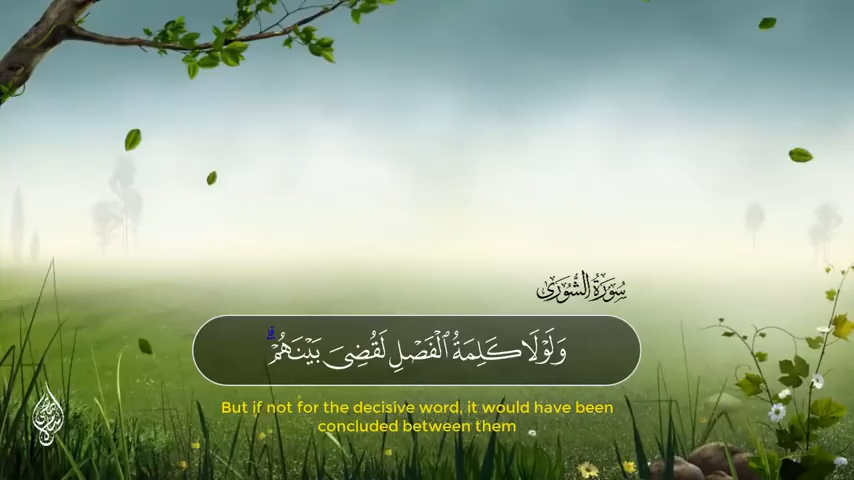 سُورَةُ الشُّورَىٰ
وَلَوْلَا كَلِمَةُ ٱلْفَصْلِ لَقُضِىَ بَيْنَهُمْ ۗ
But if not for the decisive word, it would have been
concluded between them